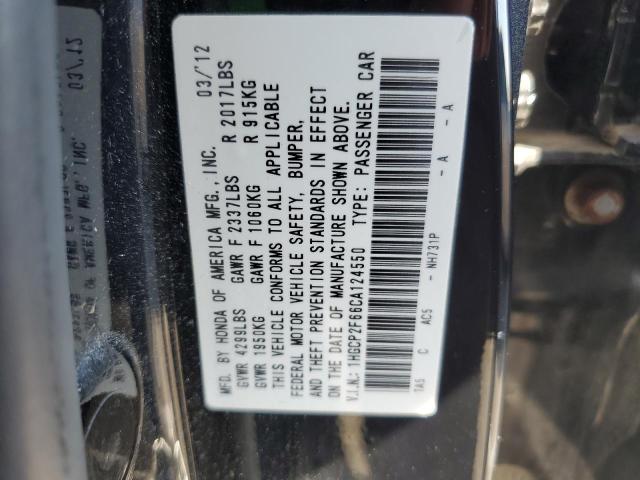 MFD. BY HONDA OF AMERICA MFG., INC. 03/12
GVWR 4299LBS GAWR F 2337LBS R 2017LBS
GVWR 1950KG GAWR F 1060KG R 915KG
THIS VEHICLE CONFORMS TO ALL APPLICABLE
FEDERAL MOTOR VEHICLE SAFETY, BUMPER,
AND THEFT PREVENTION STANDARDS IN EFFECT
ON THE DATE OF MANUFACTURE SHOWN ABOVE.
V.I.N.: 1HGCP2F66CA124550 TYPE: PASSENGER CAR
TA5 C AC5 - NH731P - A - A
03/12